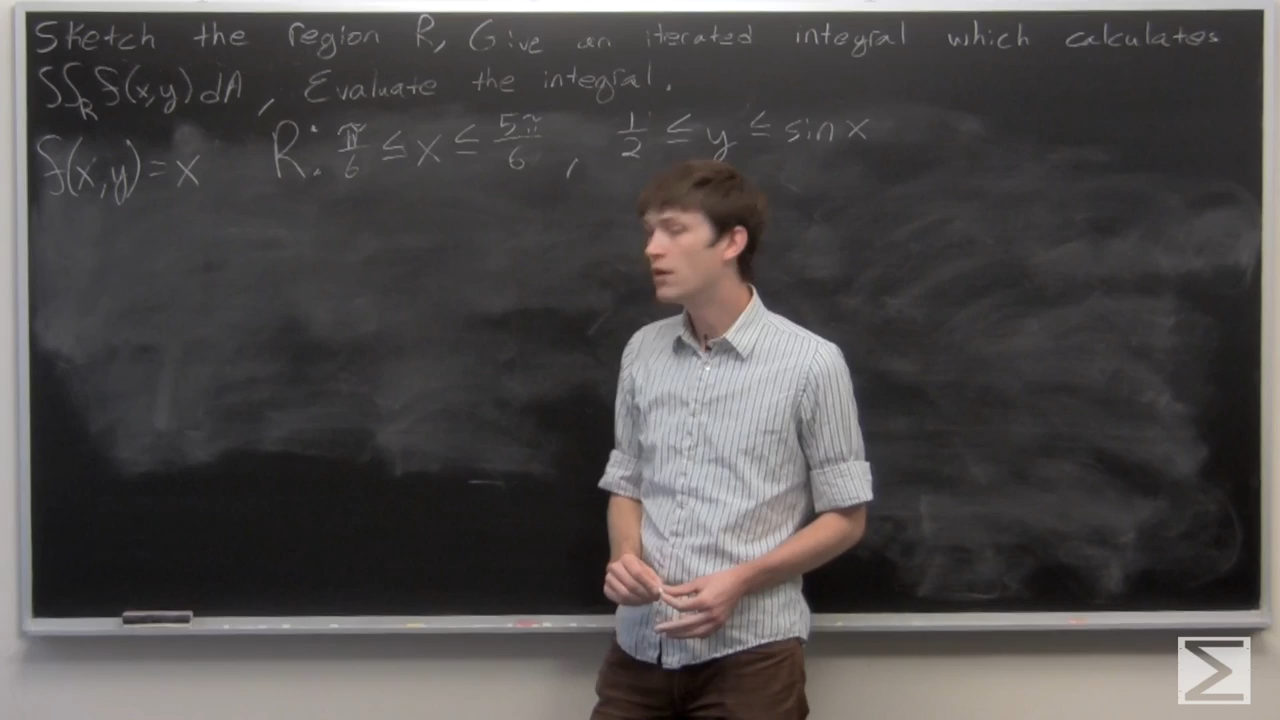 Sketch the region R, Give an iterated integral which calculates
∬_R f(x,y) dA, Evaluate the integral.
f(x,y)=x R: π/6 ≤ x ≤ 5π/6, 1/2 ≤ y ≤ sin x
Σ